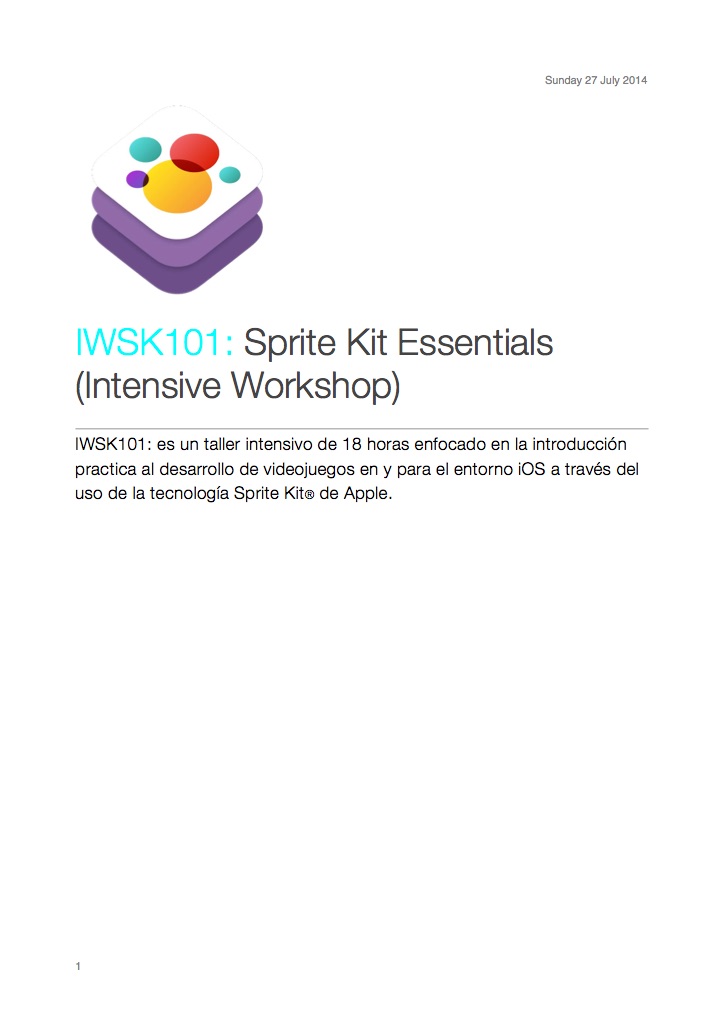 Sunday 27 July 2014
IWSK101: Sprite Kit Essentials
(Intensive Workshop)
IWSK101: es un taller intensivo de 18 horas enfocado en la introducción
practica al desarrollo de videojuegos en y para el entorno iOS a través del
uso de la tecnología Sprite Kit® de Apple.
1